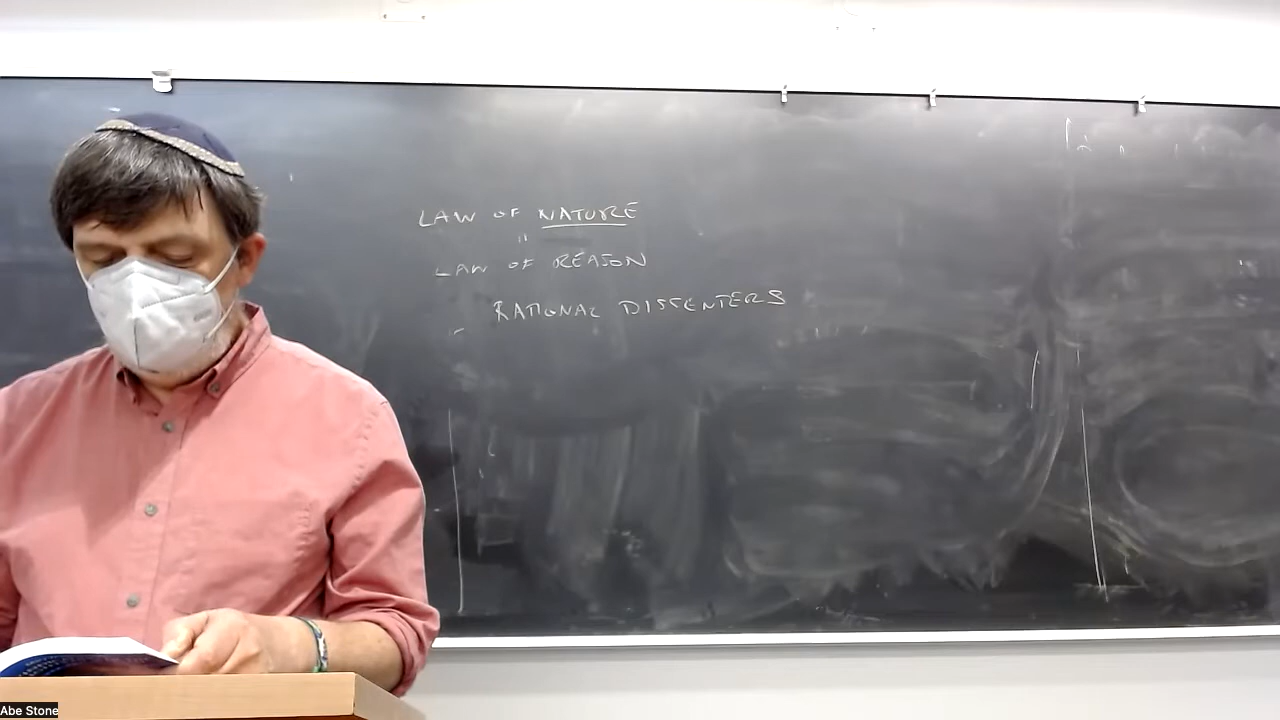 LAW OF NATURE
"
LAW OF REASON
RATIONAL DISSENTERS
Abe Stone